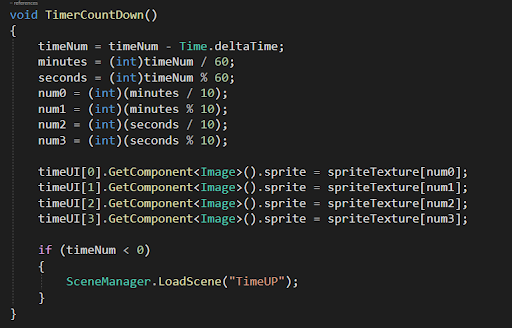 references
void TimerCountDown()
{
timeNum = timeNum - Time.deltaTime;
minutes = (int)timeNum / 60;
seconds = (int)timeNum % 60;
num0 = (int)(minutes / 10);
num1 = (int)(minutes % 10);
num2 = (int)(seconds / 10);
num3 = (int)(seconds % 10);
timeUI[0].GetComponent<Image>().sprite = spriteTexture[num0];
timeUI[1].GetComponent<Image>().sprite = spriteTexture[num1];
timeUI[2].GetComponent<Image>().sprite = spriteTexture[num2];
timeUI[3].GetComponent<Image>().sprite = spriteTexture[num3];
if (timeNum < 0)
{
SceneManager.LoadScene("TimeUP");
}
}